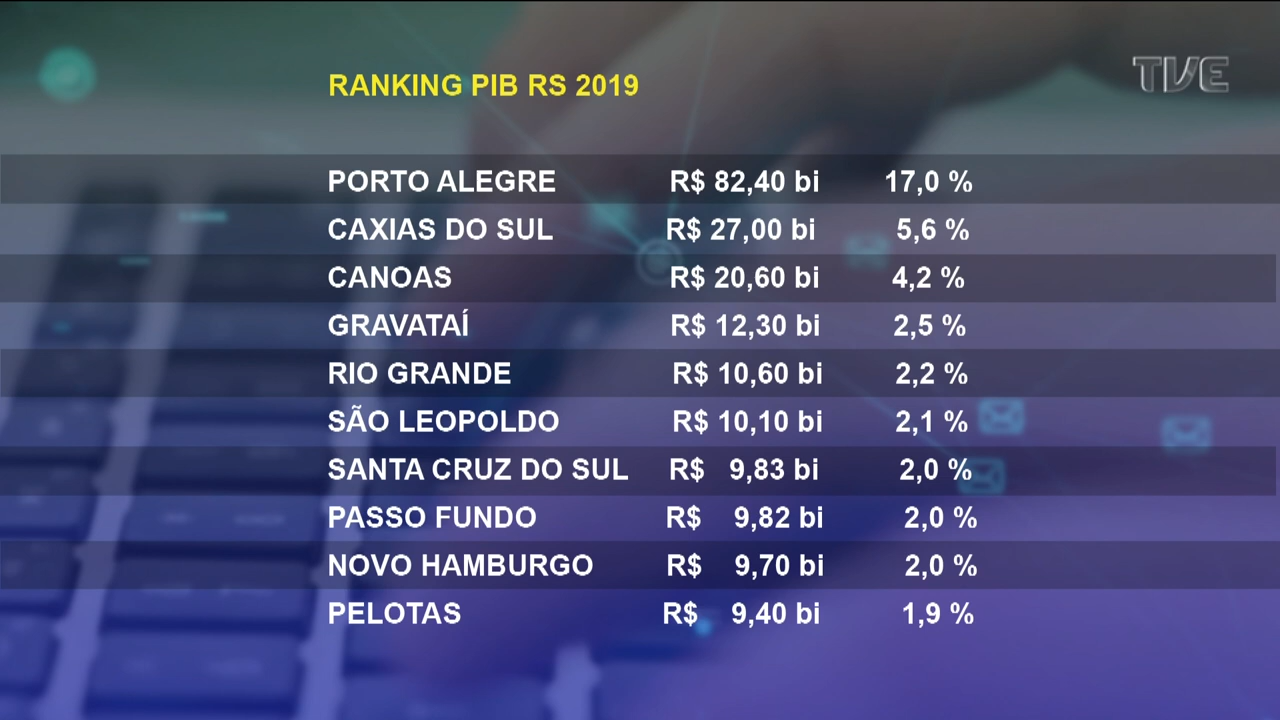 RANKING PIB RS 2019
TVE
PORTO ALEGRE R$ 82,40 bi 17,0 %
CAXIAS DO SUL R$ 27,00 bi 5,6 %
CANOAS R$ 20,60 bi 4,2 %
GRAVATAÍ R$ 12,30 bi 2,5 %
RIO GRANDE R$ 10,60 bi 2,2 %
SÃO LEOPOLDO R$ 10,10 bi 2,1 %
SANTA CRUZ DO SUL R$ 9,83 bi 2,0 %
PASSO FUNDO R$ 9,82 bi 2,0 %
NOVO HAMBURGO R$ 9,70 bi 2,0 %
PELOTAS R$ 9,40 bi 1,9 %